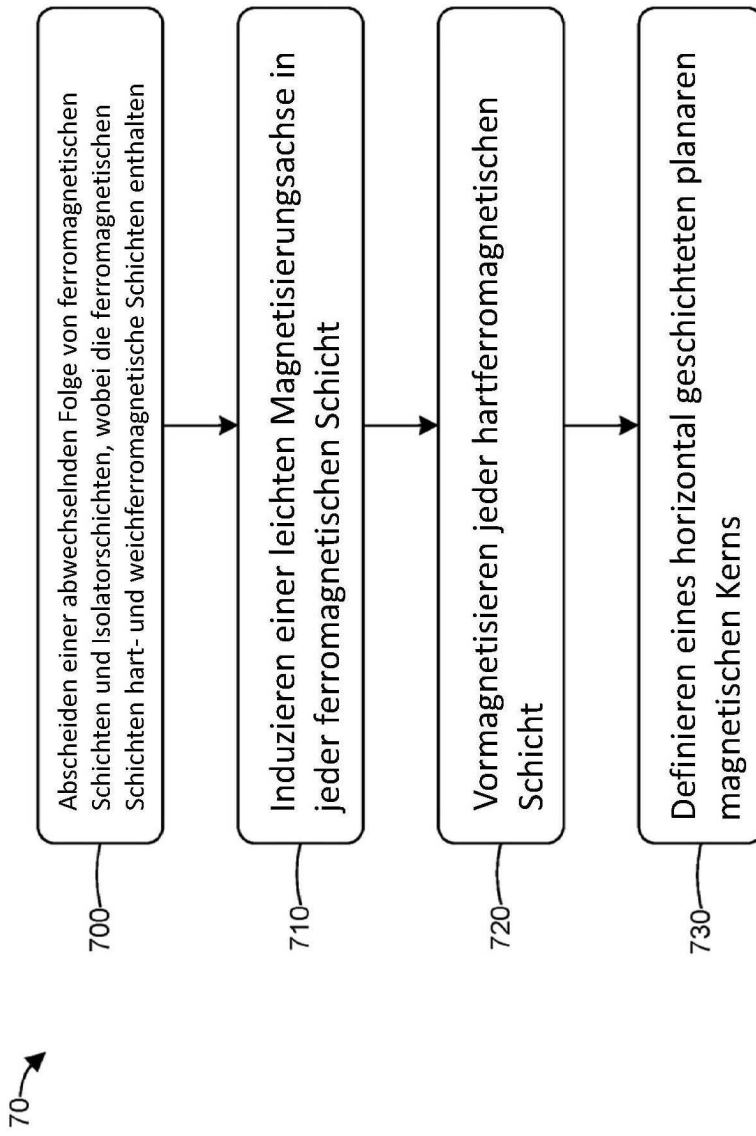 70
700
Abscheiden einer abwechselnden Folge von ferromagnetischen
Schichten und Isolatorschichten, wobei die ferromagnetischen
Schichten hart- und weichferromagnetische Schichten enthalten
710
Induzieren einer leichten Magnetisierungsachse in
jeder ferromagnetischen Schicht
720
Vormagnetisieren jeder hartferromagnetischen
Schicht
730
Definieren eines horizontal geschichteten planaren
magnetischen Kerns